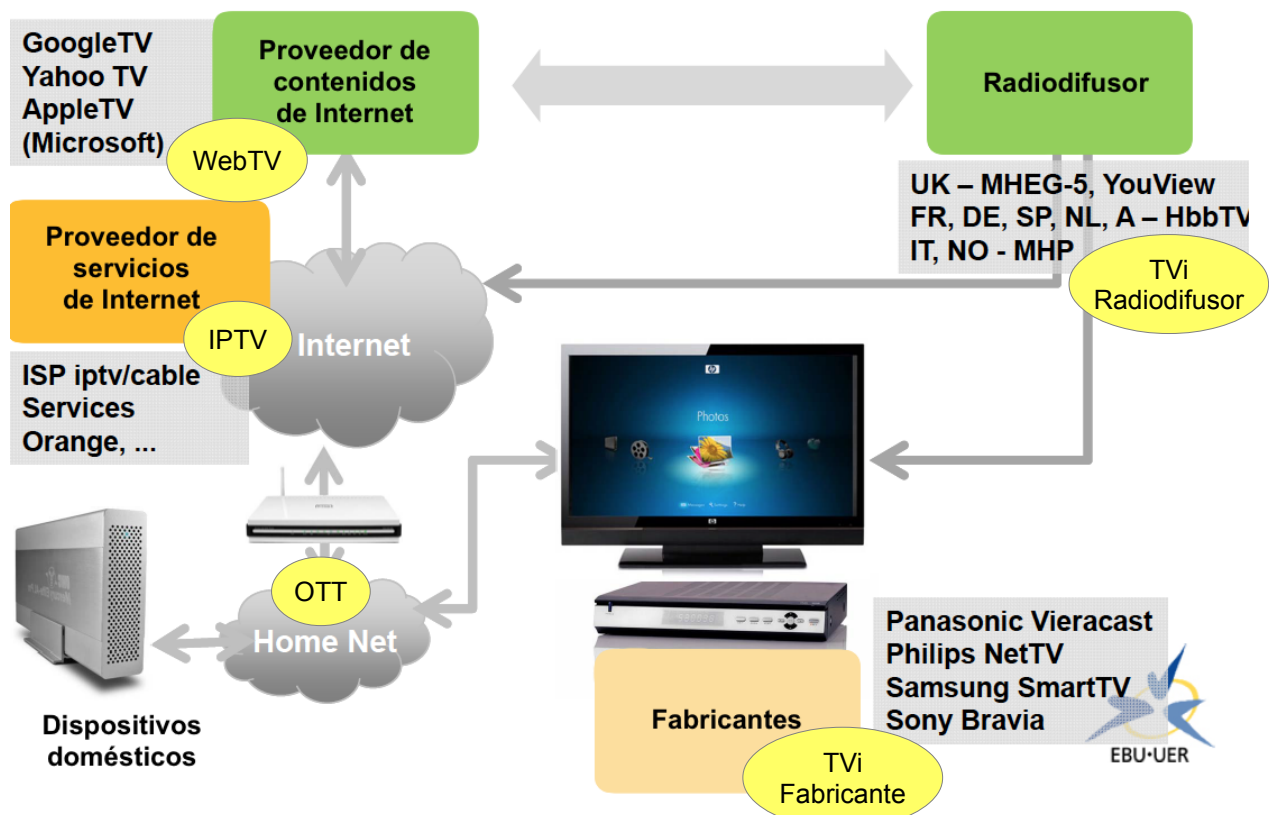 GoogleTV
Yahoo TV
AppleTV
(Microsoft)
Proveedor de
contenidos
de Internet
WebTV
Radiodifusor
UK – MHEG-5, YouView
FR, DE, SP, NL, A – HbbTV
IT, NO - MHP
TVi
Radiodifusor
Proveedor de
servicios
de Internet
IPTV
Internet
ISP iptv/cable
Services
Orange, ...
Photos
hp
OTT
Home Net
Dispositivos
domésticos
Fabricantes
TVi
Fabricante
Panasonic Vieracast
Philips NetTV
Samsung SmartTV
Sony Bravia
EBU•UER